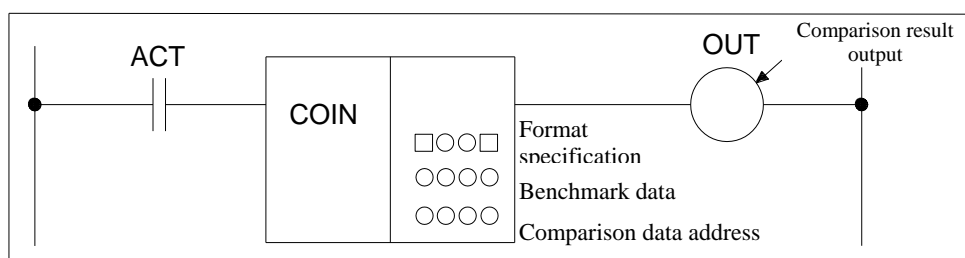 ACT
OUT
Comparison result
output
COIN
Format
specification
Benchmark data
Comparison data address